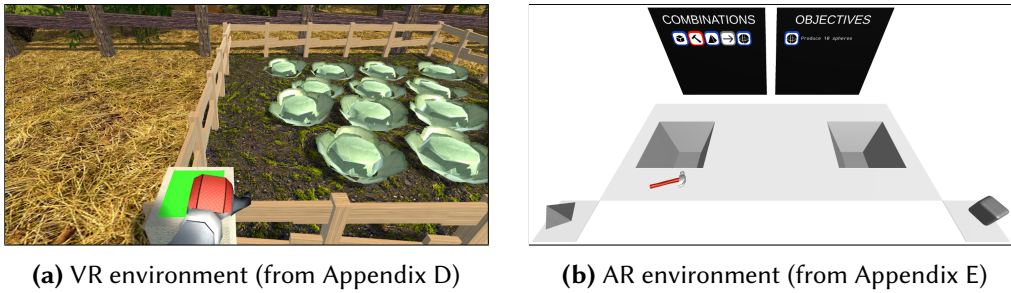 COMBINATIONS
OBJECTIVES
Produce 10 spheres
(a) VR environment (from Appendix D)
(b) AR environment (from Appendix E)